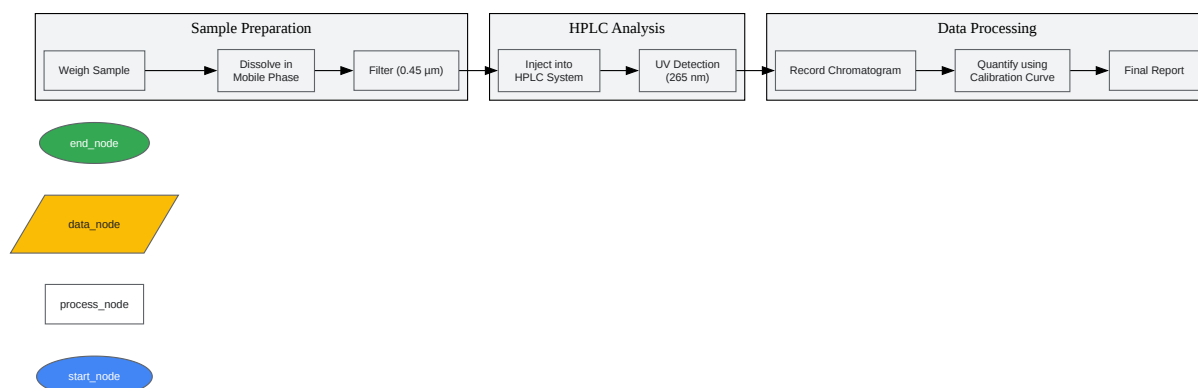 Sample Preparation
Weigh Sample
Dissolve in
Mobile Phase
Filter (0.45 µm)
HPLC Analysis
Inject into
HPLC System
UV Detection
(265 nm)
Data Processing
Record Chromatogram
Quantify using
Calibration Curve
Final Report
end_node
data_node
process_node
start_node